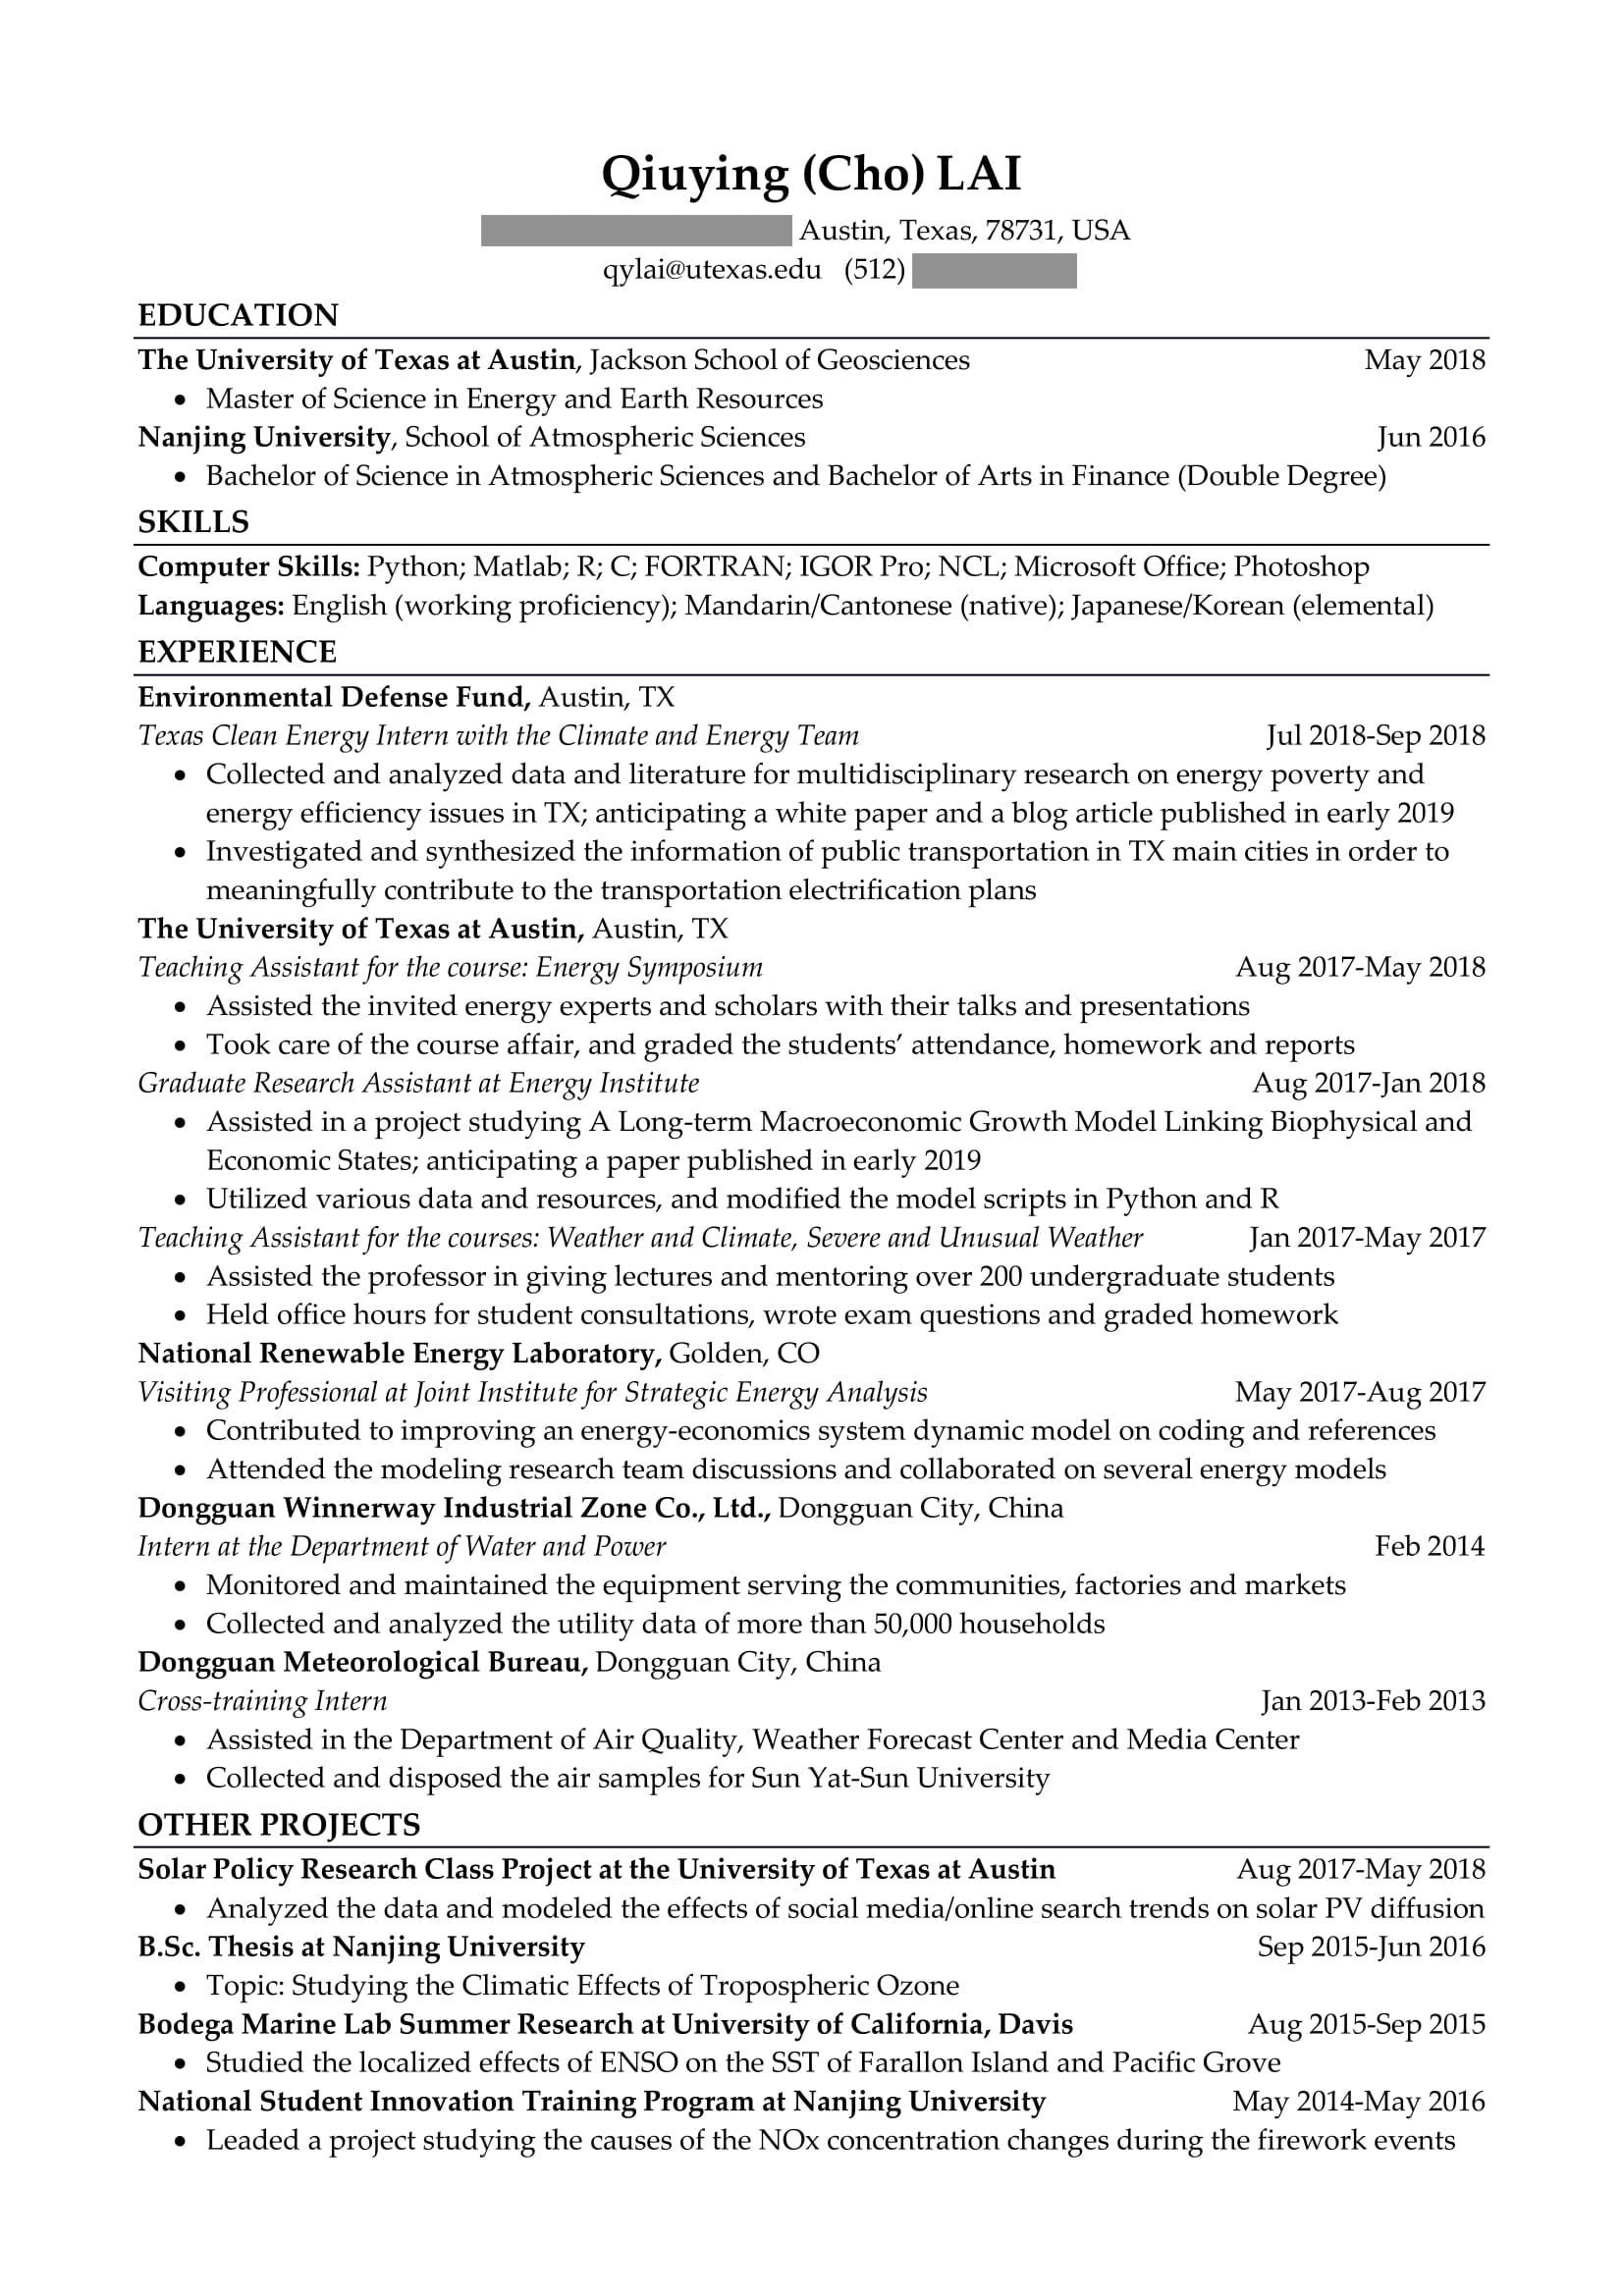 Qiuying (Cho) LAI
Austin, Texas, 78731, USA
qylai@utexas.edu (512)
EDUCATION
The University of Texas at Austin, Jackson School of Geosciences May 2018
• Master of Science in Energy and Earth Resources
Nanjing University, School of Atmospheric Sciences Jun 2016
• Bachelor of Science in Atmospheric Sciences and Bachelor of Arts in Finance (Double Degree)
SKILLS
Computer Skills: Python; Matlab; R; C; FORTRAN; IGOR Pro; NCL; Microsoft Office; Photoshop
Languages: English (working proficiency); Mandarin/Cantonese (native); Japanese/Korean (elemental)
EXPERIENCE
Environmental Defense Fund, Austin, TX
Texas Clean Energy Intern with the Climate and Energy Team Jul 2018-Sep 2018
• Collected and analyzed data and literature for multidisciplinary research on energy poverty and
energy efficiency issues in TX; anticipating a white paper and a blog article published in early 2019
• Investigated and synthesized the information of public transportation in TX main cities in order to
meaningfully contribute to the transportation electrification plans
The University of Texas at Austin, Austin, TX
Teaching Assistant for the course: Energy Symposium Aug 2017-May 2018
• Assisted the invited energy experts and scholars with their talks and presentations
• Took care of the course affair, and graded the students’ attendance, homework and reports
Graduate Research Assistant at Energy Institute Aug 2017-Jan 2018
• Assisted in a project studying A Long-term Macroeconomic Growth Model Linking Biophysical and
Economic States; anticipating a paper published in early 2019
• Utilized various data and resources, and modified the model scripts in Python and R
Teaching Assistant for the courses: Weather and Climate, Severe and Unusual Weather Jan 2017-May 2017
• Assisted the professor in giving lectures and mentoring over 200 undergraduate students
• Held office hours for student consultations, wrote exam questions and graded homework
National Renewable Energy Laboratory, Golden, CO
Visiting Professional at Joint Institute for Strategic Energy Analysis May 2017-Aug 2017
• Contributed to improving an energy-economics system dynamic model on coding and references
• Attended the modeling research team discussions and collaborated on several energy models
Dongguan Winnerway Industrial Zone Co., Ltd., Dongguan City, China
Intern at the Department of Water and Power Feb 2014
• Monitored and maintained the equipment serving the communities, factories and markets
• Collected and analyzed the utility data of more than 50,000 households
Dongguan Meteorological Bureau, Dongguan City, China
Cross-training Intern Jan 2013-Feb 2013
• Assisted in the Department of Air Quality, Weather Forecast Center and Media Center
• Collected and disposed the air samples for Sun Yat-Sun University
OTHER PROJECTS
Solar Policy Research Class Project at the University of Texas at Austin Aug 2017-May 2018
• Analyzed the data and modeled the effects of social media/online search trends on solar PV diffusion
B.Sc. Thesis at Nanjing University Sep 2015-Jun 2016
• Topic: Studying the Climatic Effects of Tropospheric Ozone
Bodega Marine Lab Summer Research at University of California, Davis Aug 2015-Sep 2015
• Studied the localized effects of ENSO on the SST of Farallon Island and Pacific Grove
National Student Innovation Training Program at Nanjing University May 2014-May 2016
• Leaded a project studying the causes of the NOx concentration changes during the firework events